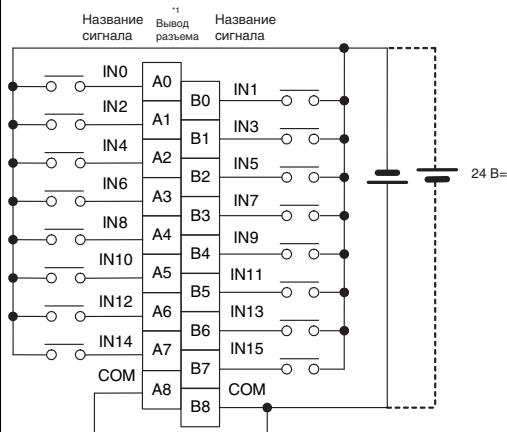 Название сигнала
*1
Вывод разъема
Название сигнала
IN0 A0
B0 IN1
IN2 A1
B1 IN3
IN4 A2
B2 IN5
IN6 A3
B3 IN7
IN8 A4
B4 IN9
IN10 A5
B5 IN11
IN12 A6
B6 IN13
IN14 A7
B7 IN15
COM A8
B8 COM
24 В=